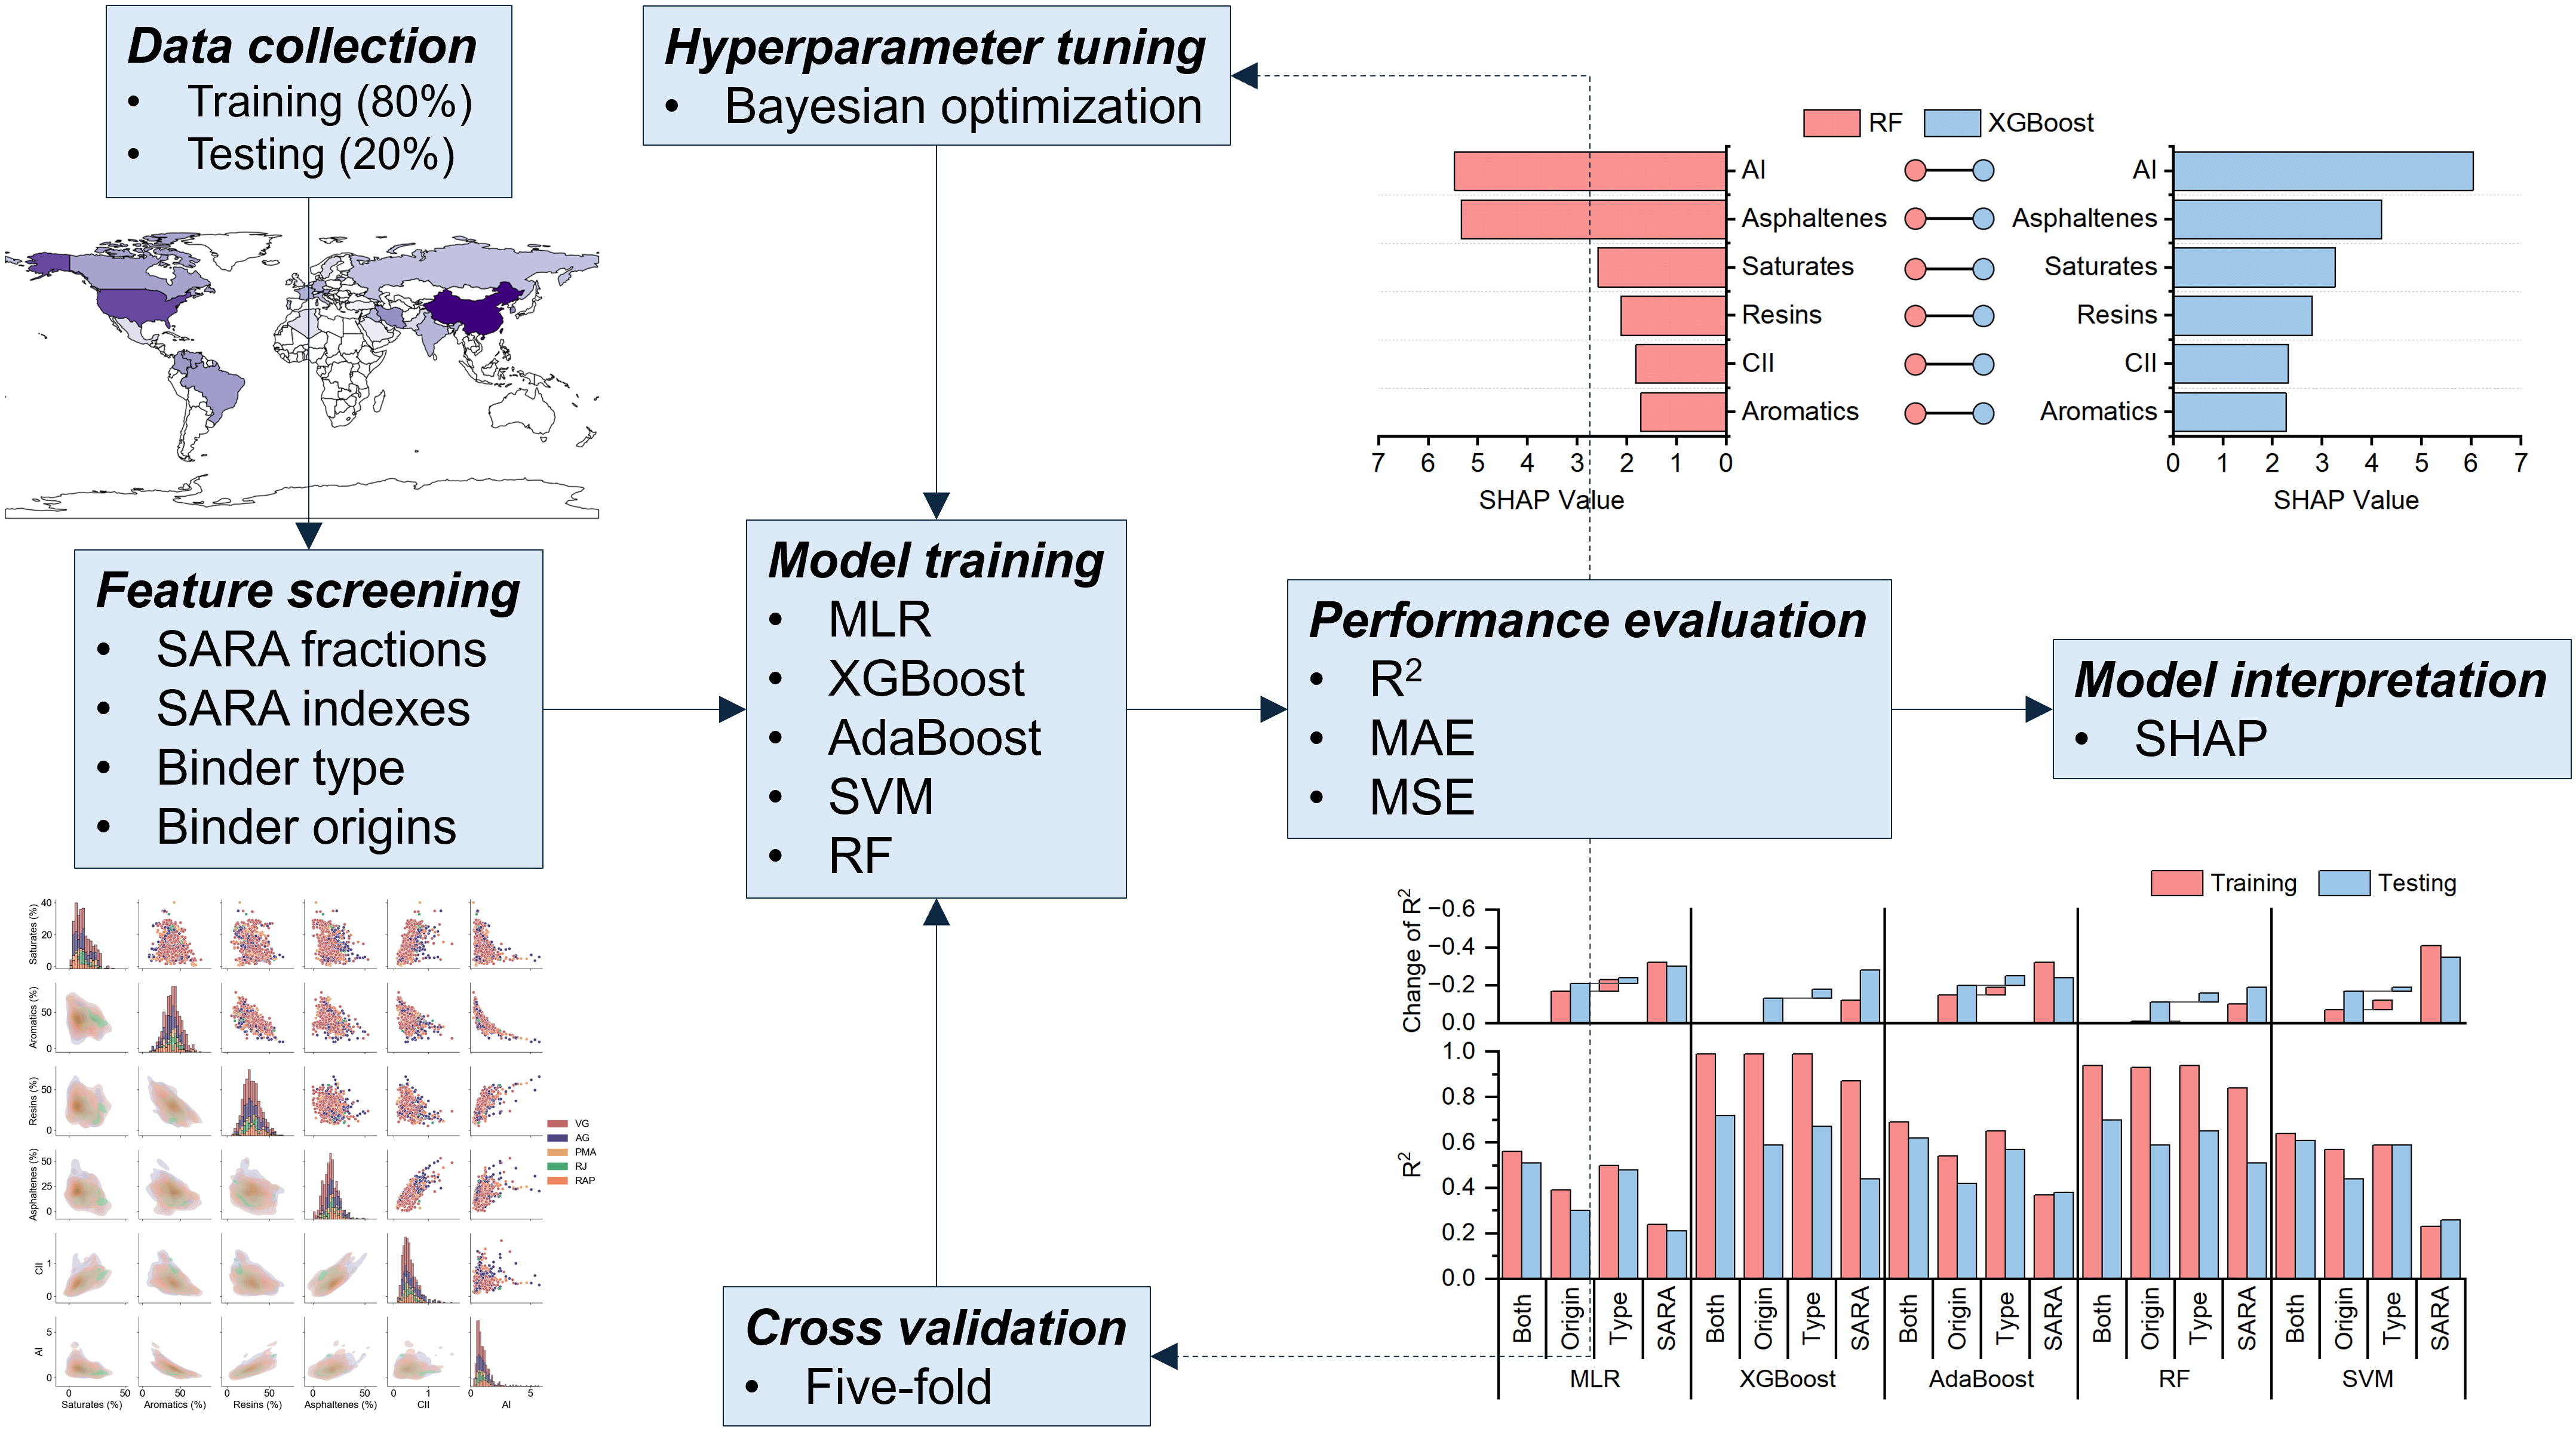 Data collection
• Training (80%)
• Testing (20%)
Hyperparameter tuning
• Bayesian optimization
RF XGBoost
AI
Asphaltenes
Saturates
Resins
CII
Aromatics
7 6 5 4 3 2 1 0
SHAP Value
AI
Asphaltenes
Saturates
Resins
CII
Aromatics
0 1 2 3 4 5 6 7
SHAP Value
Feature screening
• SARA fractions
• SARA indexes
• Binder type
• Binder origins
Model training
• MLR
• XGBoost
• AdaBoost
• SVM
• RF
Performance evaluation
• R²
• MAE
• MSE
Model interpretation
• SHAP
Saturates (%)
40
20
0
Aromatics (%)
50
0
Resins (%)
50
0
Asphaltenes (%)
50
25
0
CII
1
0
AI
5
0
0 50 0 50 0 50 0 50 0 1 0 5
Saturates (%) Aromatics (%) Resins (%) Asphaltenes (%) CII AI
VG
AG
PMA
RJ
RAP
Cross validation
• Five-fold
Training Testing
Change of R²
−0.6
−0.4
−0.2
0.0
R²
1.0
0.8
0.6
0.4
0.2
0.0
Both Origin Type SARA Both Origin Type SARA Both Origin Type SARA Both Origin Type SARA Both Origin Type SARA
MLR XGBoost AdaBoost RF SVM